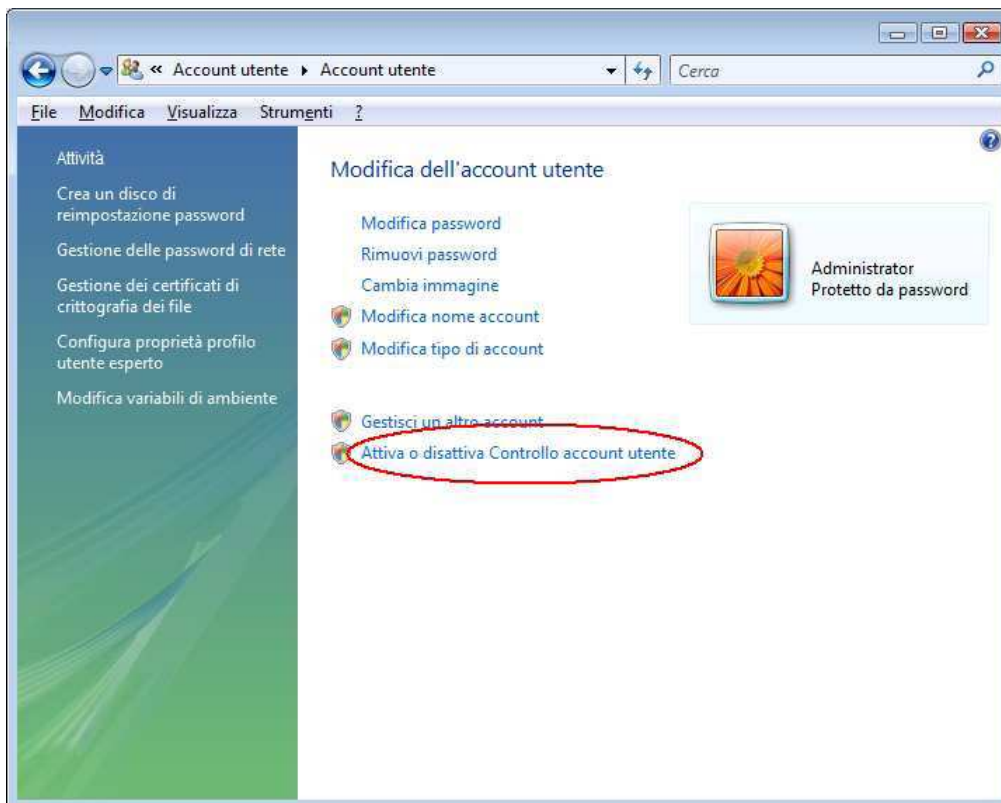 « Account utente ▸ Account utente
Cerca
File Modifica Visualizza Strumenti ?
Attività
Crea un disco di
reimpostazione password
Gestione delle password di rete
Gestione dei certificati di
crittografia dei file
Configura proprietà profilo
utente esperto
Modifica variabili di ambiente
Modifica dell'account utente
Modifica password
Rimuovi password
Cambia immagine
Modifica nome account
Modifica tipo di account
Gestisci un altro account
Attiva o disattiva Controllo account utente
Administrator
Protetto da password